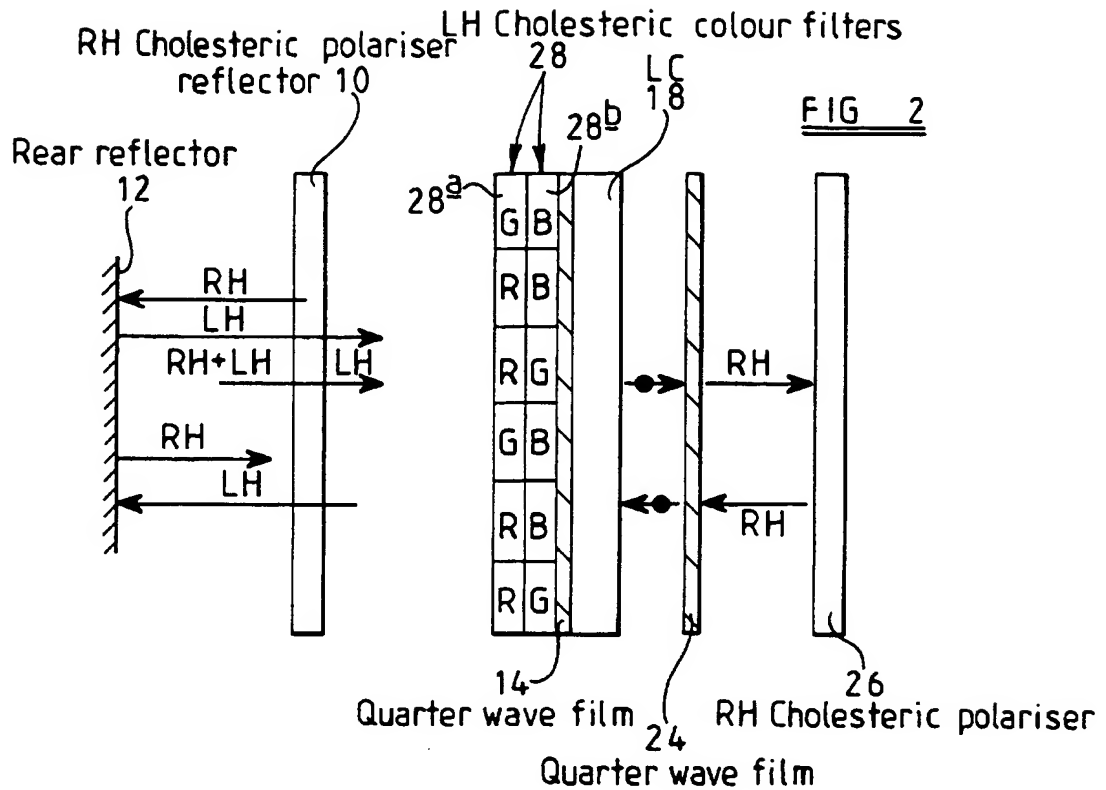 LH Cholesteric colour filters
28
RH Cholesteric polariser
reflector 10
LC
18
FIG 2
28b
Rear reflector
12
28a
G B
R B
R G
G B
R B
R G
RH
LH
RH+LH
LH
RH
LH
RH
RH
14
Quarter wave film
24
Quarter wave film
26
RH Cholesteric polariser